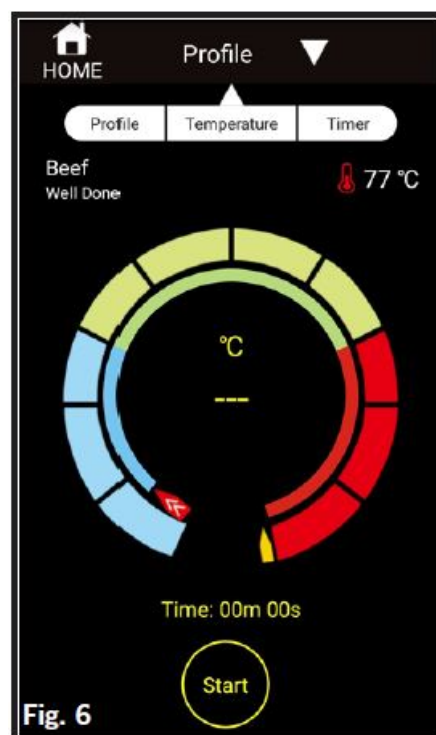 HOME
Profile
Profile Temperature Timer
Beef
Well Done
77 °C
°C
---
Time: 00m 00s
Start
Fig. 6